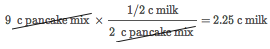 9 c pancake mix × 1/2 c milk / 2 c pancake mix = 2.25 c milk